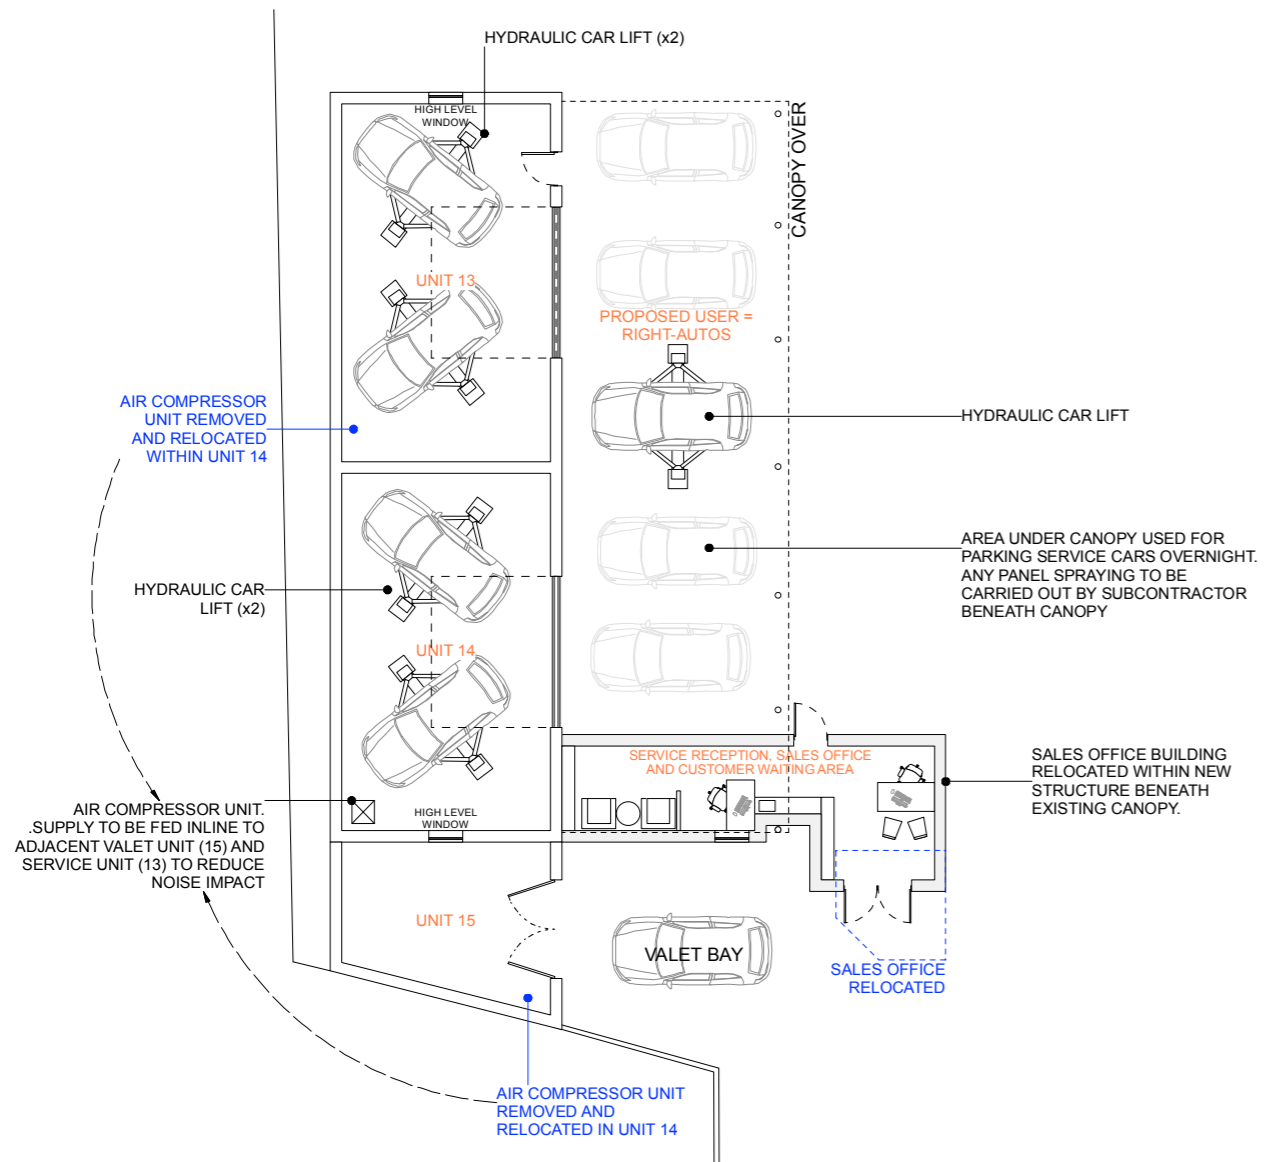 HYDRAULIC CAR LIFT (x2)
HIGH LEVEL
WINDOW
CANOPY OVER
UNIT 13
PROPOSED USER =
RIGHT-AUTOS
AIR COMPRESSOR
UNIT REMOVED
AND RELOCATED
WITHIN UNIT 14
HYDRAULIC CAR LIFT
AREA UNDER CANOPY USED FOR
PARKING SERVICE CARS OVERNIGHT.
ANY PANEL SPRAYING TO BE
CARRIED OUT BY SUBCONTRACTOR
BENEATH CANOPY
HYDRAULIC CAR
LIFT (x2)
UNIT 14
SERVICE RECEPTION, SALES OFFICE
AND CUSTOMER WAITING AREA
SALES OFFICE BUILDING
RELOCATED WITHIN NEW
STRUCTURE BENEATH
EXISTING CANOPY.
AIR COMPRESSOR UNIT.
.SUPPLY TO BE FED INLINE TO
ADJACENT VALET UNIT (15) AND
SERVICE UNIT (13) TO REDUCE
NOISE IMPACT
HIGH LEVEL
WINDOW
UNIT 15
VALET BAY
SALES OFFICE
RELOCATED
AIR COMPRESSOR UNIT
REMOVED AND
RELOCATED IN UNIT 14